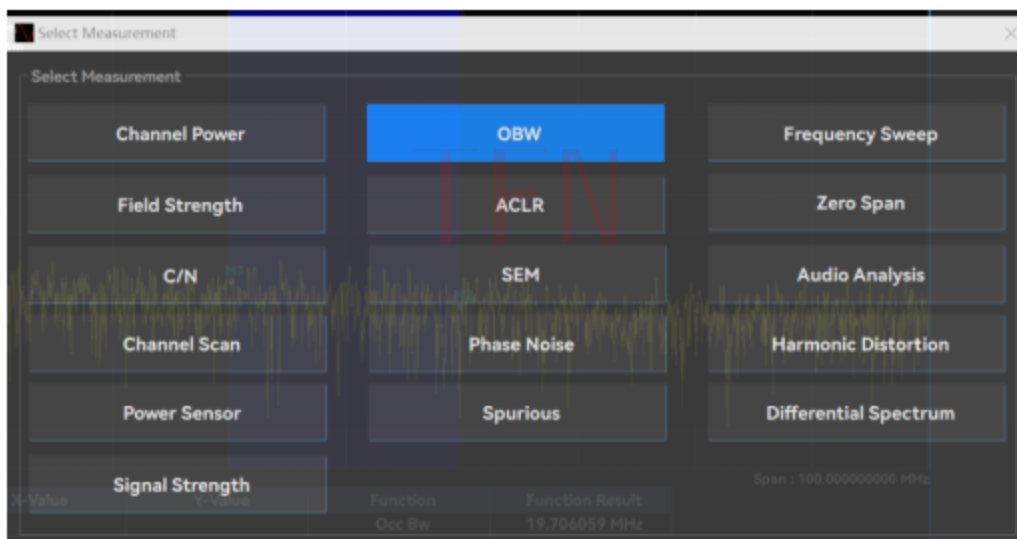 Select Measurement
Select Measurement
Channel Power OBW Frequency Sweep
Field Strength ACLR Zero Span
TFN
C/N SEM Audio Analysis
M1
Channel Scan Phase Noise Harmonic Distortion
Power Sensor Spurious Differential Spectrum
Signal Strength
Span : 100.000000000 MHz
X-Value Y-Value Function Function Result
Occ Bw 19.706059 MHz